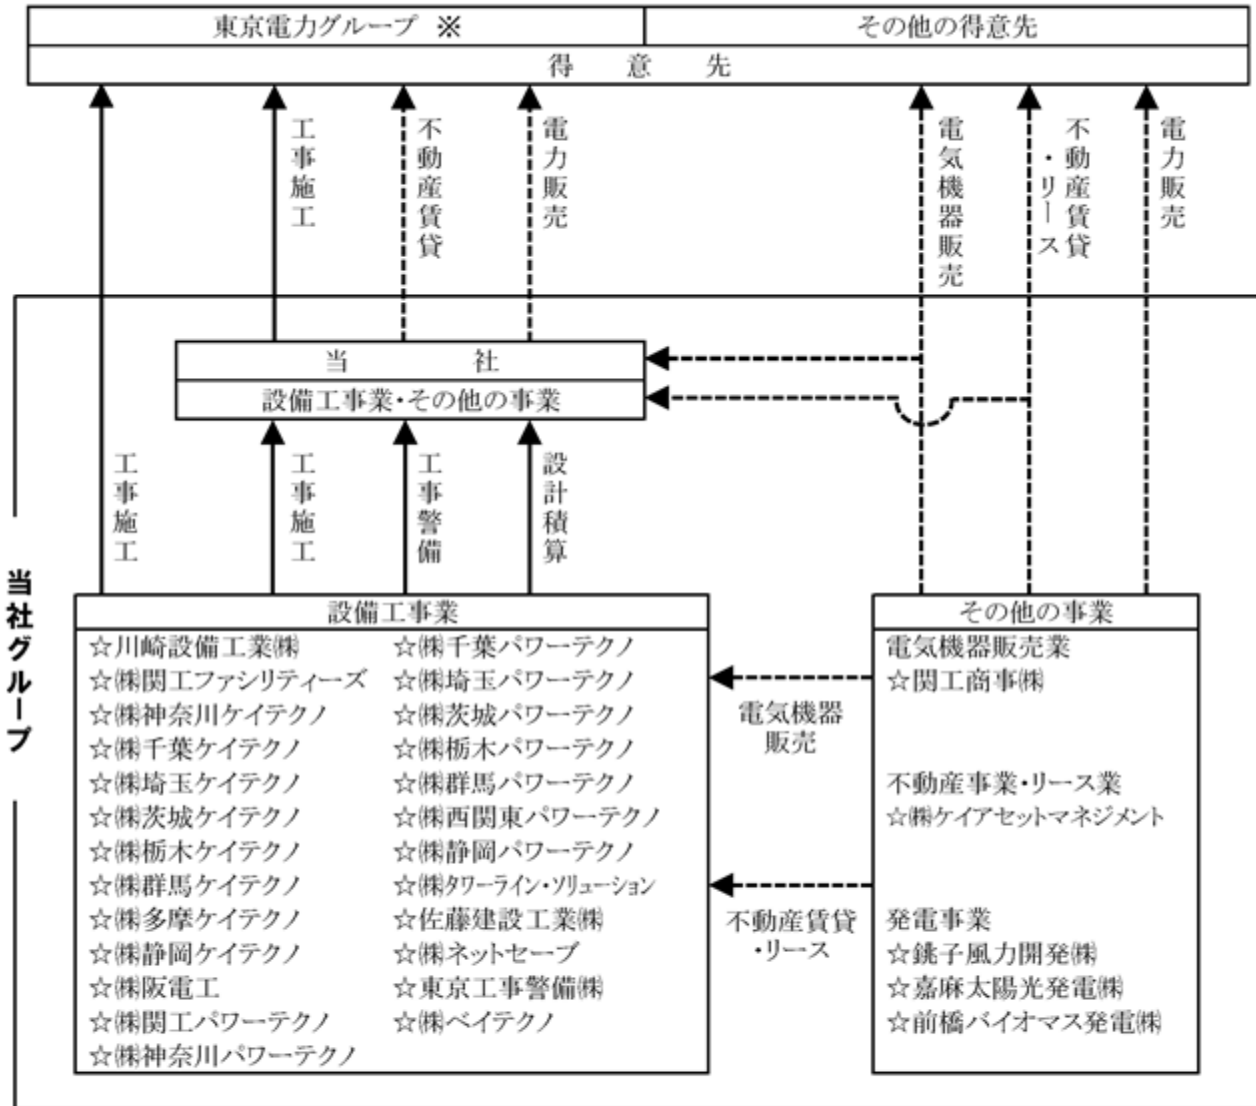 東京電力グループ ※
その他の得意先
得 意 先
工事施工
不動産賃貸
電力販売
電気機器販売
不動産賃貸
・リース
電力販売
当 社
設備工事業・その他の事業
工事施工
工事施工
工事警備
設計積算
当社グループ
設備工事業
☆川崎設備工業㈱
☆㈱関工ファシリティーズ
☆㈱神奈川ケイテクノ
☆㈱千葉ケイテクノ
☆㈱埼玉ケイテクノ
☆㈱茨城ケイテクノ
☆㈱栃木ケイテクノ
☆㈱群馬ケイテクノ
☆㈱多摩ケイテクノ
☆㈱静岡ケイテクノ
☆㈱阪電工
☆㈱関工パワーテクノ
☆㈱神奈川パワーテクノ
☆㈱千葉パワーテクノ
☆㈱埼玉パワーテクノ
☆㈱茨城パワーテクノ
☆㈱栃木パワーテクノ
☆㈱群馬パワーテクノ
☆㈱西関東パワーテクノ
☆㈱静岡パワーテクノ
☆㈱タワーライン・ソリューション
☆佐藤建設工業㈱
☆㈱ネットセーブ
☆東京工事警備㈱
☆㈱ベイテクノ
電気機器
販売
不動産賃貸
・リース
その他の事業
電気機器販売業
☆関工商事㈱
不動産事業・リース業
☆㈱ケイアセットマネジメント
発電事業
☆銚子風力開発㈱
☆嘉麻太陽光発電㈱
☆前橋バイオマス発電㈱